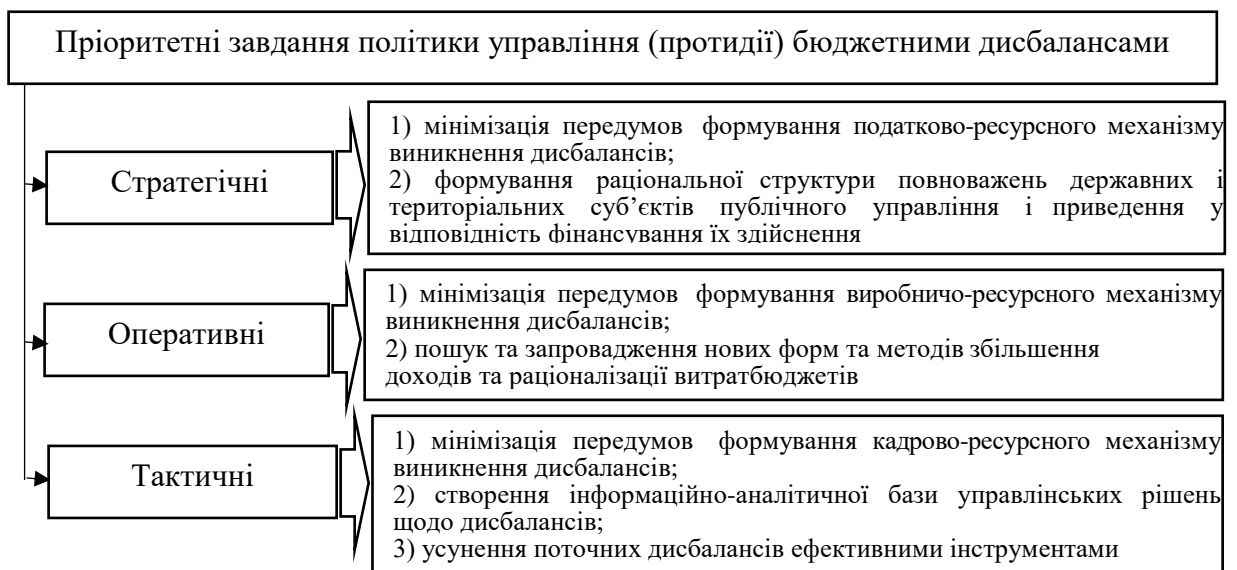 Пріоритетні завдання політики управління (протидії) бюджетними дисбалансами
Стратегічні
1) мінімізація передумов формування податково-ресурсного механізму
виникнення дисбалансів;
2) формування раціональної структури повноважень державних і
територіальних суб’єктів публічного управління і приведення у
відповідність фінансування їх здійснення
Оперативні
1) мінімізація передумов формування виробничо-ресурсного механізму
виникнення дисбалансів;
2) пошук та запровадження нових форм та методів збільшення
доходів та раціоналізації витратбюджетів
Тактичні
1) мінімізація передумов формування кадрово-ресурсного механізму
виникнення дисбалансів;
2) створення інформаційно-аналітичної бази управлінських рішень
щодо дисбалансів;
3) усунення поточних дисбалансів ефективними інструментами